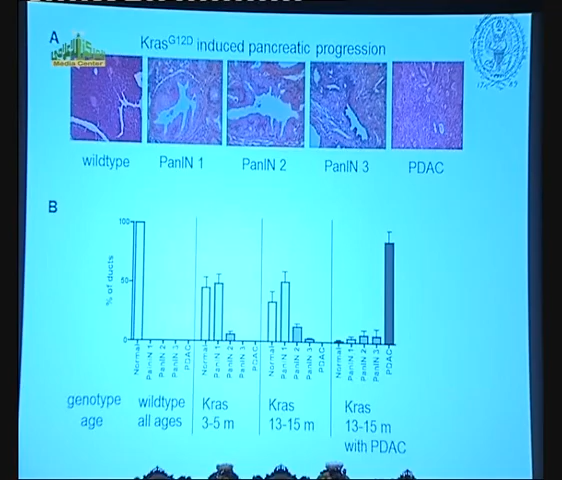 A
Kras^G12D induced pancreatic progression
Media Center
wildtype
PanIN 1
PanIN 2
PanIN 3
PDAC
B
% of ducts
100
50
0
Normal
PanIN 1
PanIN 2
PanIN 3
PDAC
Normal
PanIN 1
PanIN 2
PanIN 3
PDAC
Normal
PanIN 1
PanIN 2
PanIN 3
PDAC
Normal
PanIN 1
PanIN 2
PanIN 3
PDAC
genotype
age
wildtype
all ages
Kras
3-5 m
Kras
13-15 m
Kras
13-15 m
with PDAC